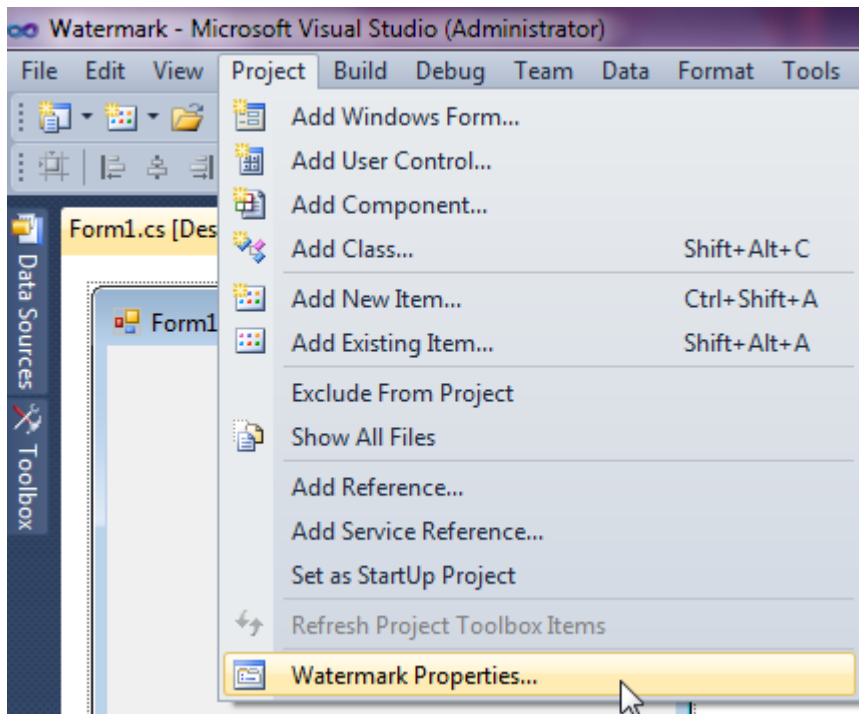 Watermark - Microsoft Visual Studio (Administrator)
File Edit View Project Build Debug Team Data Format Tools
Add Windows Form...
Add User Control...
Add Component...
Form1.cs [Des
Add Class... Shift+Alt+C
Data Sources
Add New Item... Ctrl+Shift+A
Form1
Add Existing Item... Shift+Alt+A
Exclude From Project
Toolbox
Show All Files
Add Reference...
Add Service Reference...
Set as StartUp Project
Refresh Project Toolbox Items
Watermark Properties...